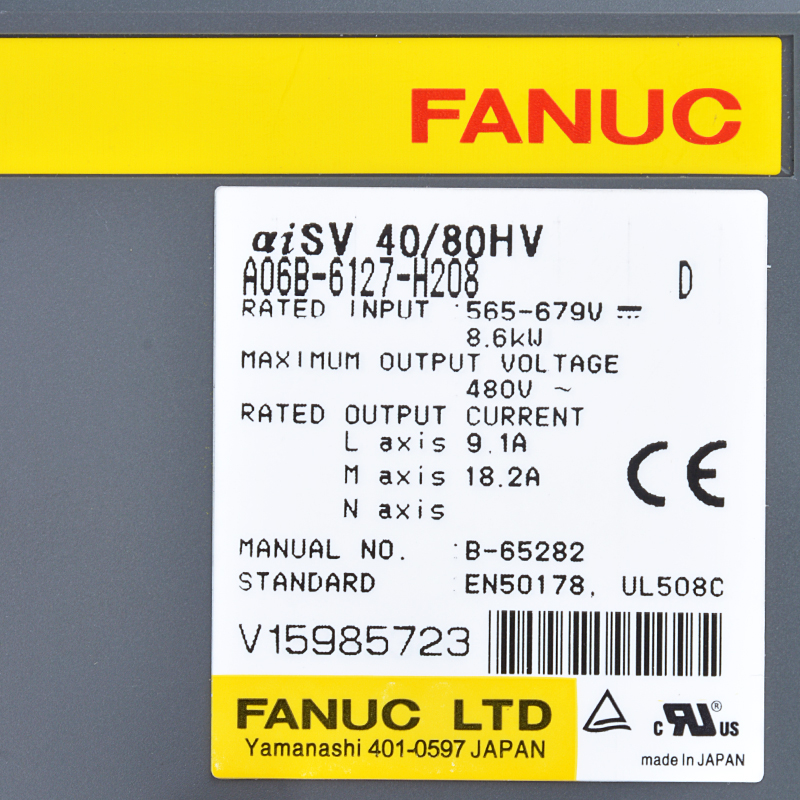 FANUC
αiSV 40/80HV
A06B-6127-H208 D
RATED INPUT : 565-679V ⎓
8.6kW
MAXIMUM OUTPUT VOLTAGE
480V ~
RATED OUTPUT CURRENT
L axis 9.1A
M axis 18.2A
N axis
CE
MANUAL NO. : B-65282
STANDARD EN50178, UL508C
V15985723
FANUC LTD
Yamanashi 401-0597 JAPAN
c RU ® US
made In JAPAN